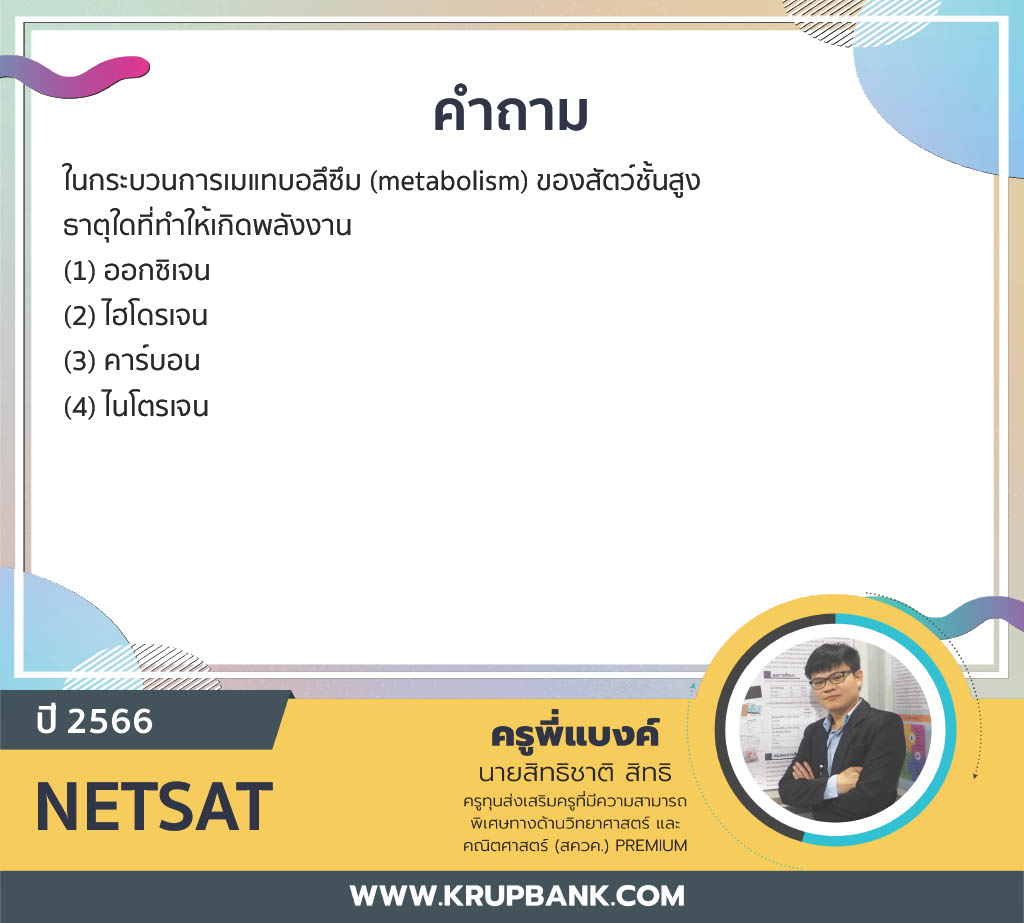 คำถาม
ในกระบวนการเมแทบอลึซึม (metabolism) ของสัตว์ชั้นสูง
ธาตุใดที่ทำให้เกิดพลังงาน
(1) ออกซิเจน
(2) ไฮโดรเจน
(3) คาร์บอน
(4) ไนโตรเจน
ปี 2566
NETSAT
ครูพี่แบงค์
นายสิทธิชาติ สิทธิ
ครูทุนส่งเสริมครูที่มีความสามารถ
พิเศษทางด้านวิทยาศาสตร์ และ
คณิตศาสตร์ (สควค.) PREMIUM
WWW.KRUPBANK.COM